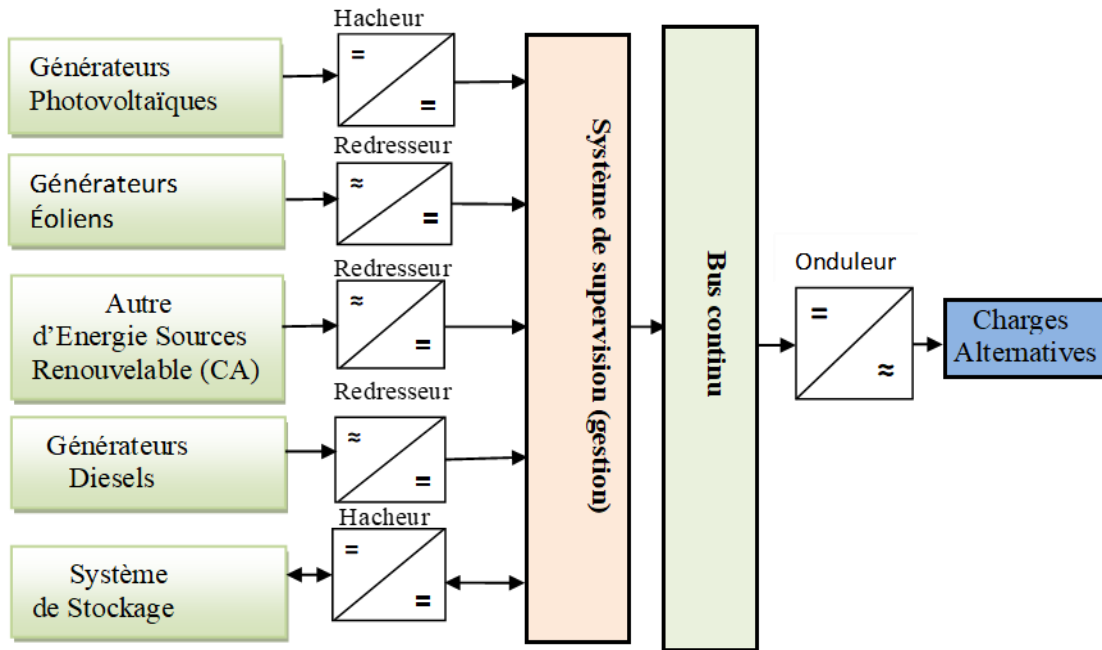 Hacheur
Générateurs
Photovoltaïques
=
=
Redresseur
Générateurs
Éoliens
≈
=
Redresseur
Autre
d'Energie Sources
Renouvelable (CA)
≈
=
Redresseur
Générateurs
Diesels
≈
=
Hacheur
Système
de Stockage
=
=
Système de supervision (gestion)
Bus continu
Onduleur
=
≈
Charges
Alternatives